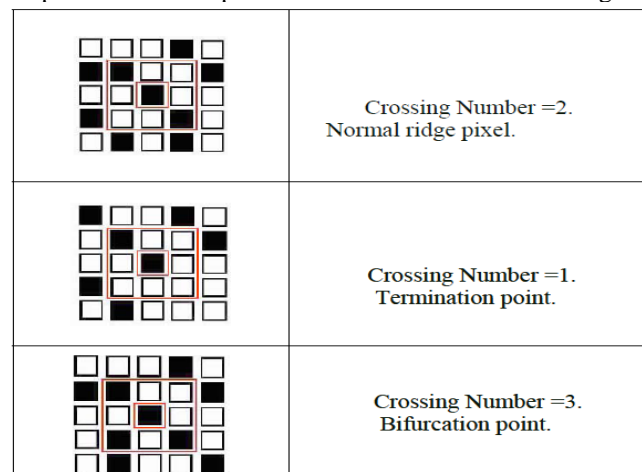 Crossing Number =2.
Normal ridge pixel.
Crossing Number =1.
Termination point.
Crossing Number =3.
Bifurcation point.